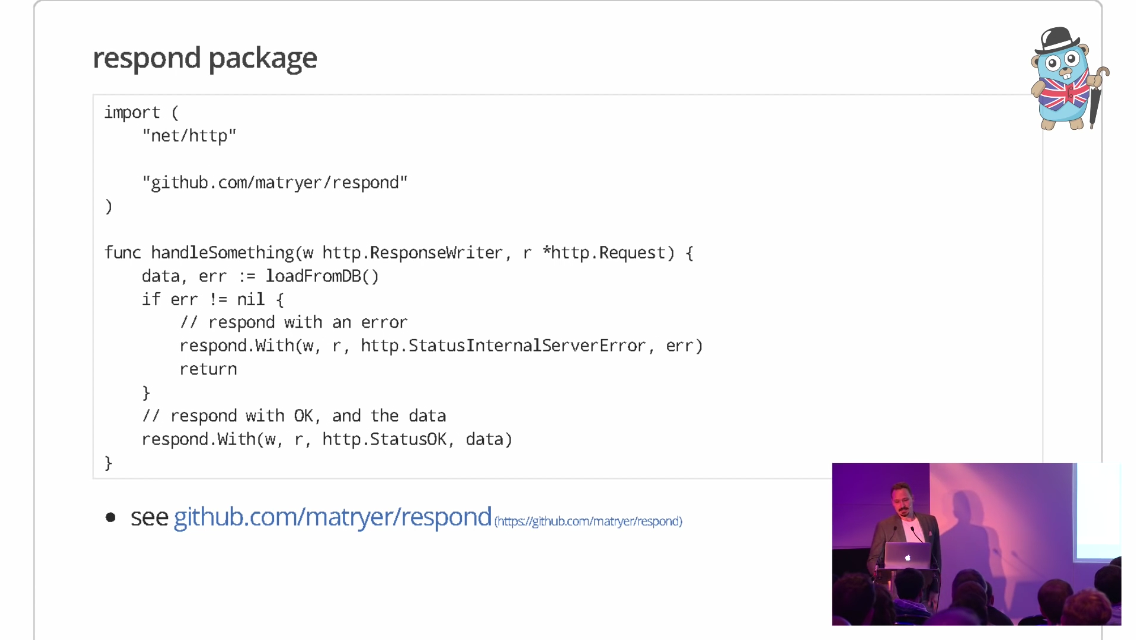 respond package
import (
    "net/http"
    "github.com/matryer/respond"
)
func handleSomething(w http.ResponseWriter, r *http.Request) {
    data, err := loadFromDB()
    if err != nil {
        // respond with an error
        respond.With(w, r, http.StatusInternalServerError, err)
        return
    }
    // respond with OK, and the data
    respond.With(w, r, http.StatusOK, data)
}
• see github.com/matryer/respond (https://github.com/matryer/respond)